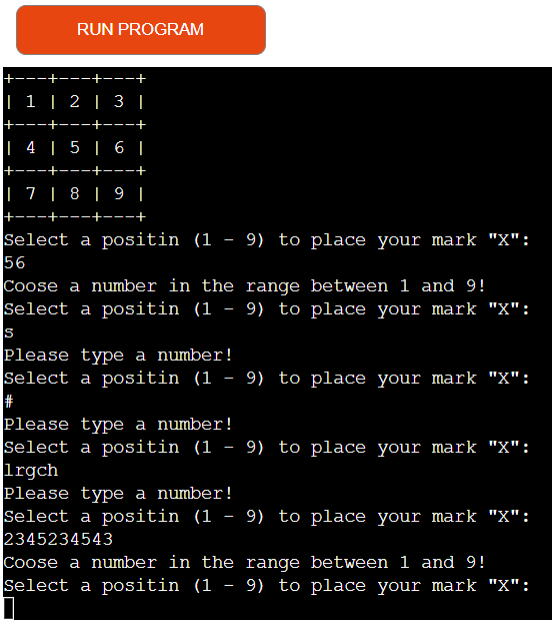 RUN PROGRAM
+---+---+---+
| 1 | 2 | 3 |
+---+---+---+
| 4 | 5 | 6 |
+---+---+---+
| 7 | 8 | 9 |
+---+---+---+
Select a positin (1 - 9) to place your mark "X":
56
Coose a number in the range between 1 and 9!
Select a positin (1 - 9) to place your mark "X":
s
Please type a number!
Select a positin (1 - 9) to place your mark "X":
#
Please type a number!
Select a positin (1 - 9) to place your mark "X":
lrgch
Please type a number!
Select a positin (1 - 9) to place your mark "X":
2345234543
Coose a number in the range between 1 and 9!
Select a positin (1 - 9) to place your mark "X":